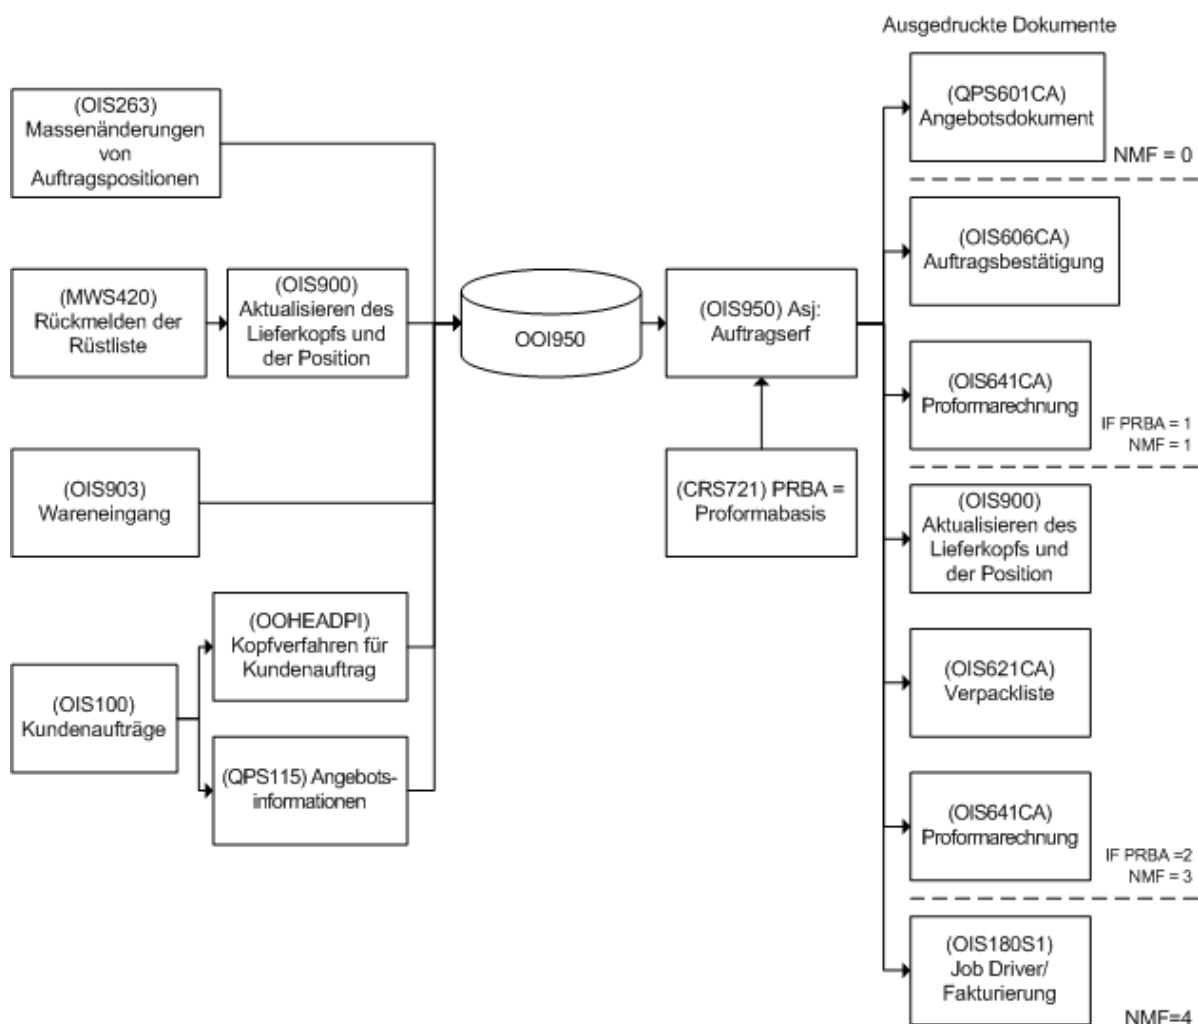 Ausgedruckte Dokumente
(OIS263)
Massenänderungen
von
Auftragspositionen
(MWS420)
Rückmelden der
Rüstliste
(OIS900)
Aktualisieren des
Lieferkopfs und
der Position
(OIS903)
Wareneingang
(OIS100)
Kundenaufträge
(OOHEADPI)
Kopfverfahren für
Kundenauftrag
(QPS115) Angebots-
informationen
OOI950
(OIS950) Asj:
Auftragserf
(CRS721) PRBA =
Proformabasis
(QPS601CA)
Angebotsdokument
NMF = 0
(OIS606CA)
Auftragsbestätigung
(OIS641CA)
Proformarechnung
IF PRBA = 1
NMF = 1
(OIS900)
Aktualisieren des
Lieferkopfs und
der Position
(OIS621CA)
Verpackliste
(OIS641CA)
Proformarechnung
IF PRBA =2
NMF = 3
(OIS180S1)
Job Driver/
Fakturierung
NMF=4